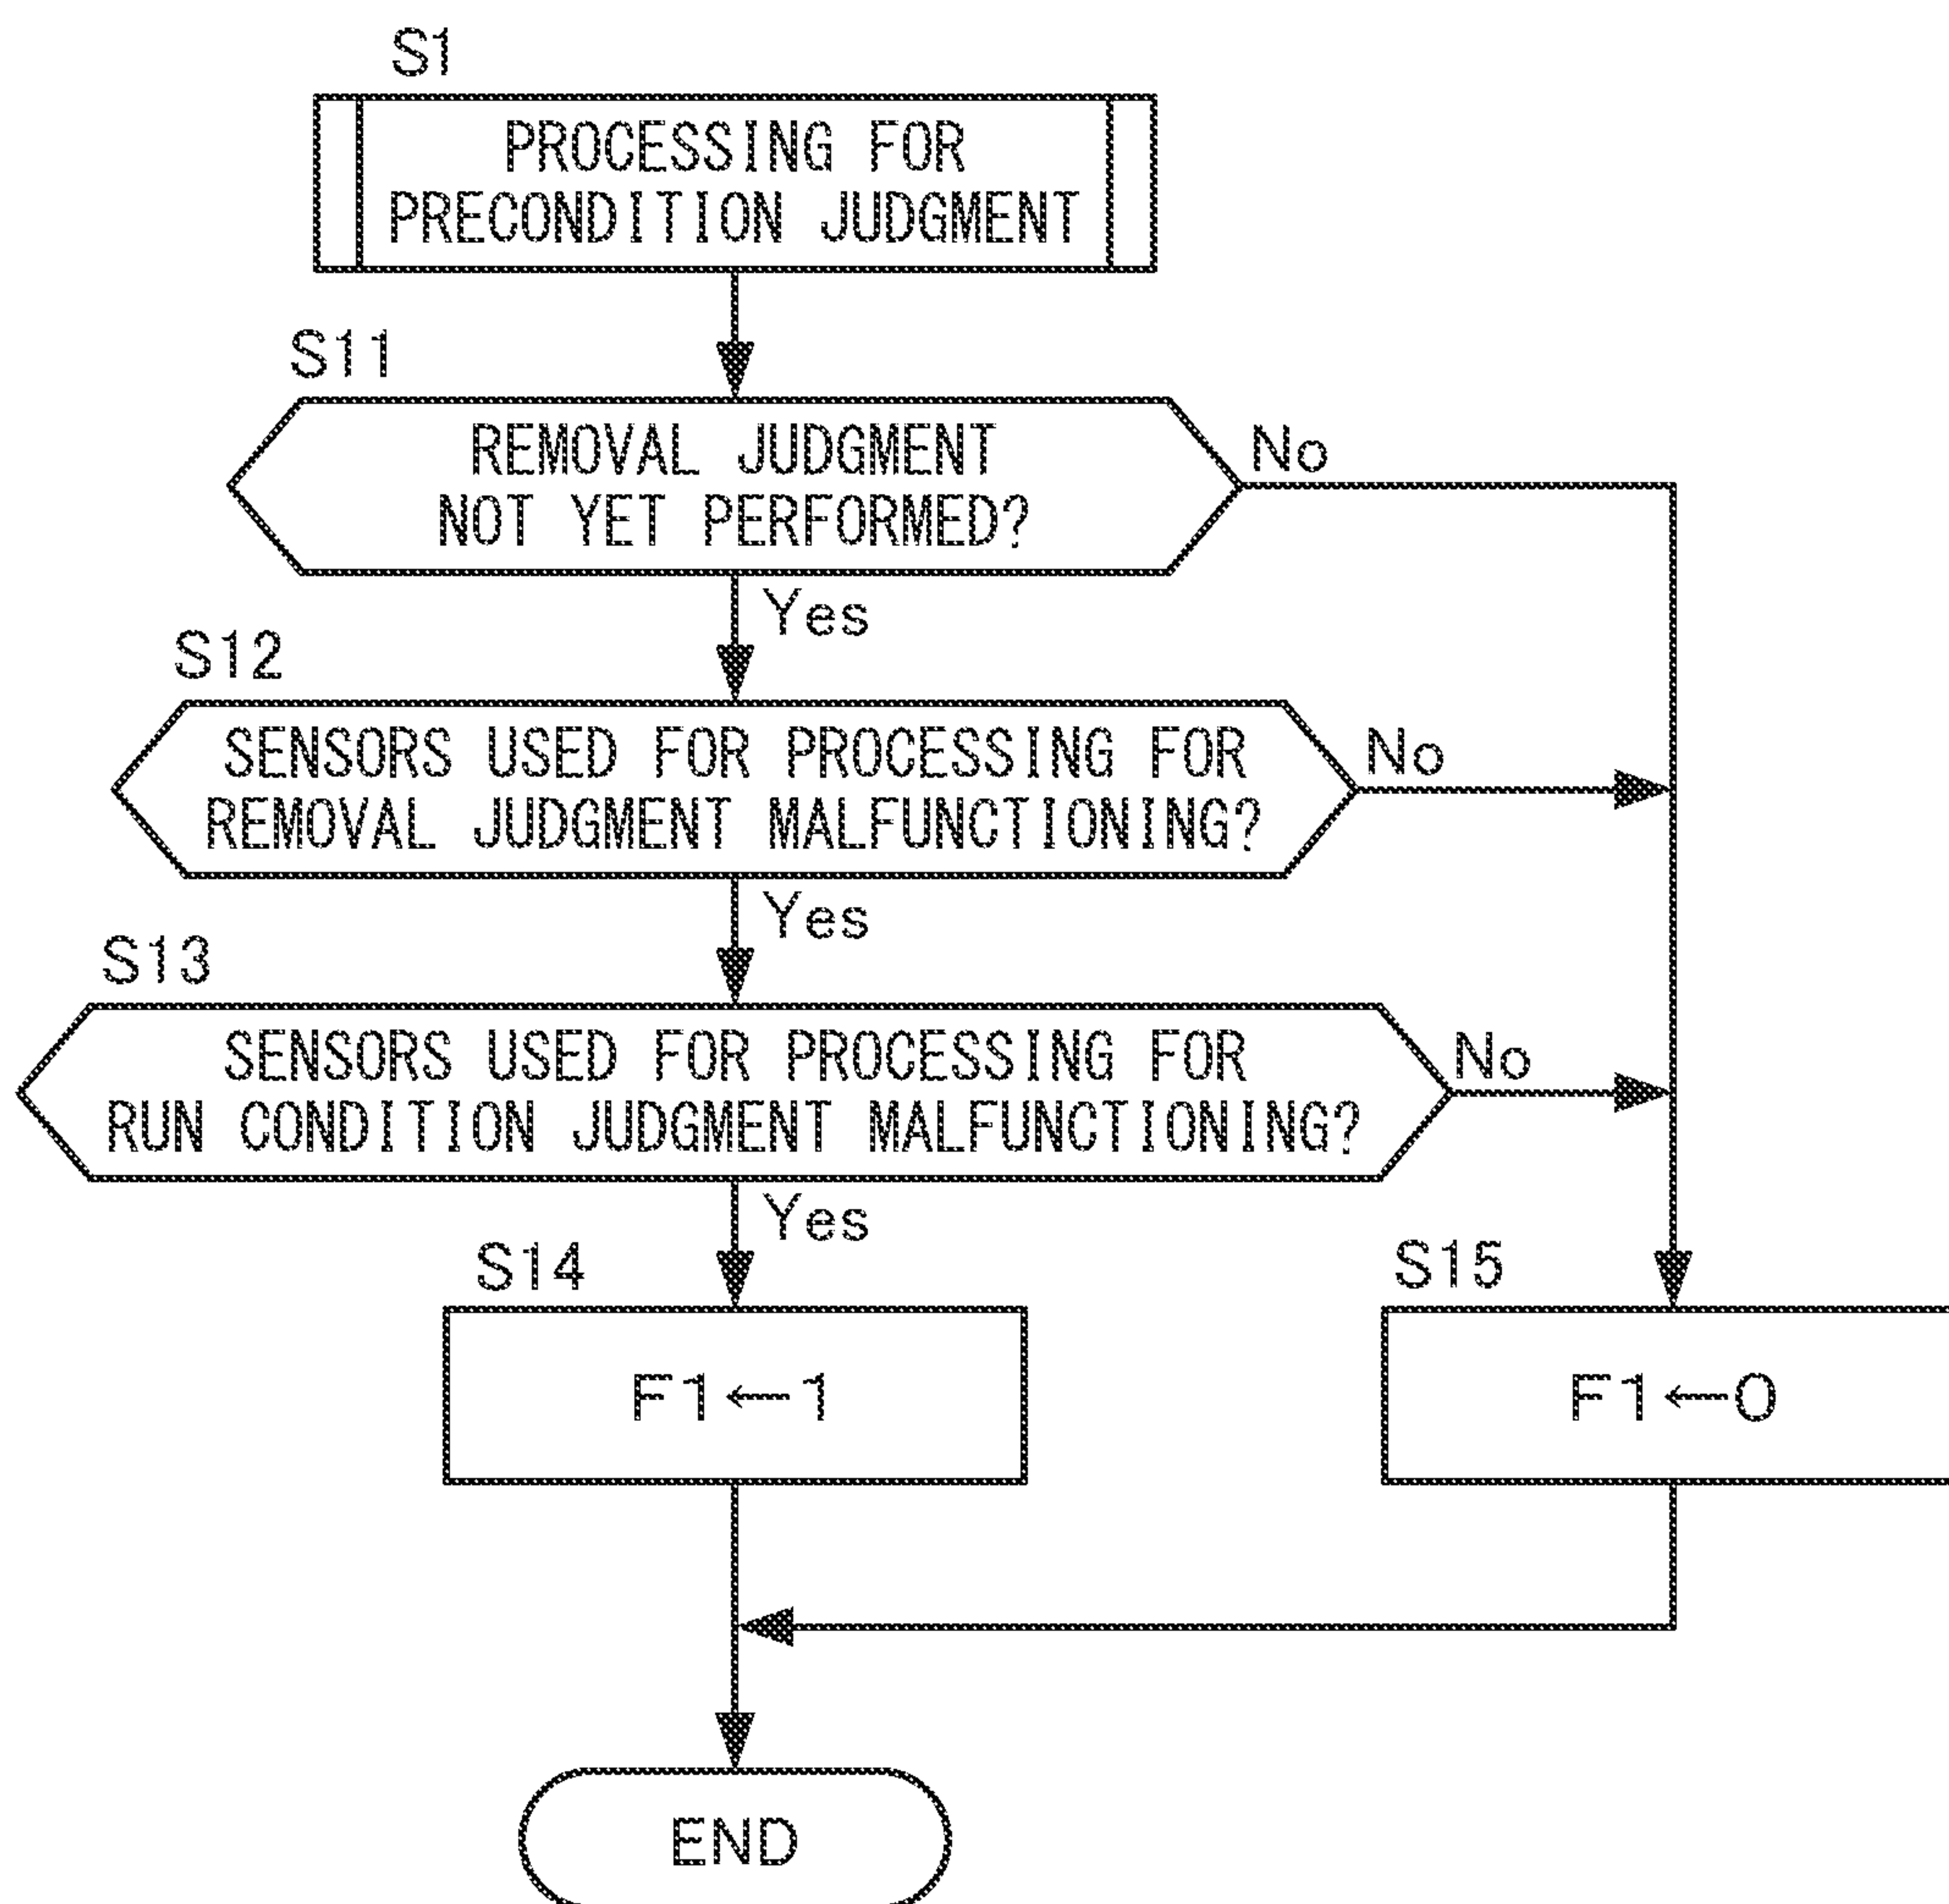 S1
PROCESSING FOR
PRECONDITION JUDGMENT
S11
REMOVAL JUDGMENT
NOT YET PERFORMED?
No
Yes
S12
SENSORS USED FOR PROCESSING FOR
REMOVAL JUDGMENT MALFUNCTIONING?
No
Yes
S13
SENSORS USED FOR PROCESSING FOR
RUN CONDITION JUDGMENT MALFUNCTIONING?
No
Yes
S14
F1←1
S15
F1←0
END